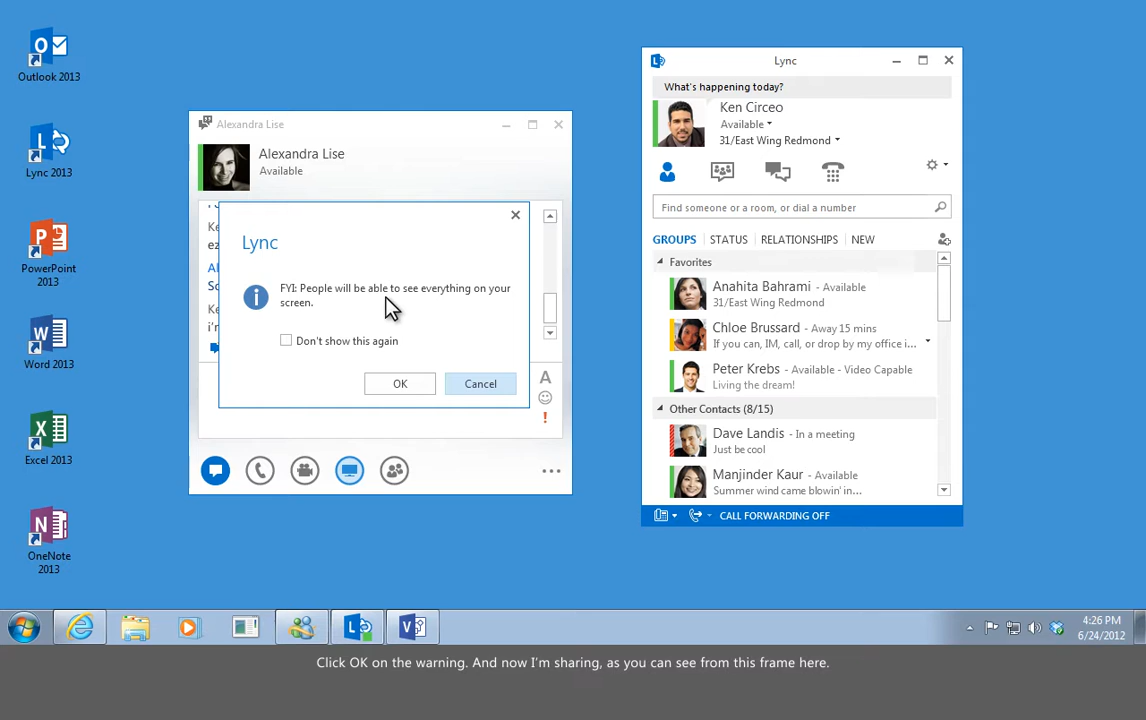 Outlook 2013
Lync 2013
PowerPoint
2013
Word 2013
Excel 2013
OneNote
2013
Alexandra Lise
Alexandra Lise
Available
Lync
FYI: People will be able to see everything on your
screen.
Don't show this again
OK
Cancel
Lync
What's happening today?
Ken Circeo
Available
31/East Wing Redmond
Find someone or a room, or dial a number
GROUPS STATUS RELATIONSHIPS NEW
Favorites
Anahita Bahrami - Available
31/East Wing Redmond
Chloe Brussard - Away 15 mins
If you can, IM, call, or drop by my office i...
Peter Krebs - Available - Video Capable
Living the dream!
Other Contacts (8/15)
Dave Landis - In a meeting
Just be cool
Manjinder Kaur - Available
Summer wind came blowin' in...
CALL FORWARDING OFF
4:26 PM
6/24/2012
Click OK on the warning. And now I'm sharing, as you can see from this frame here.